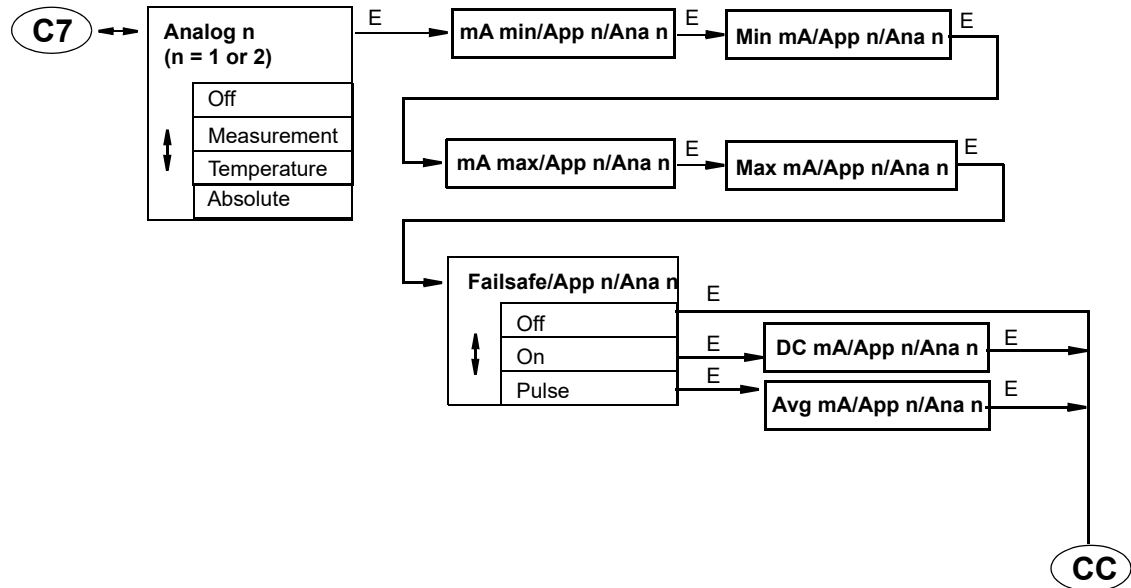 C7
Analog n
(n = 1 or 2)
Off
Measurement
Temperature
Absolute
E
mA min/App n/Ana n
E
Min mA/App n/Ana n
E
mA max/App n/Ana n
E
Max mA/App n/Ana n
E
Failsafe/App n/Ana n
Off
On
Pulse
E
E
DC mA/App n/Ana n
E
E
Avg mA/App n/Ana n
E
CC